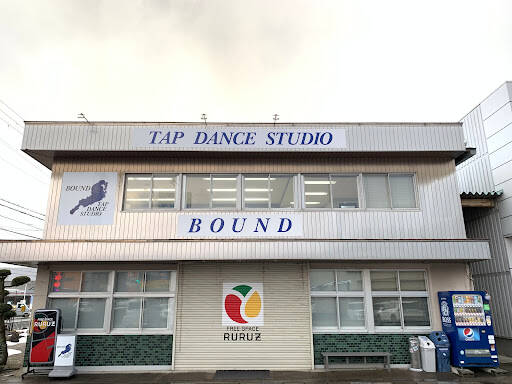 TAP DANCE STUDIO
BOUND
TAP
DANCE
STUDIO
BOUND
FREE SPACE
RURUZ
RURUZ
pepsi